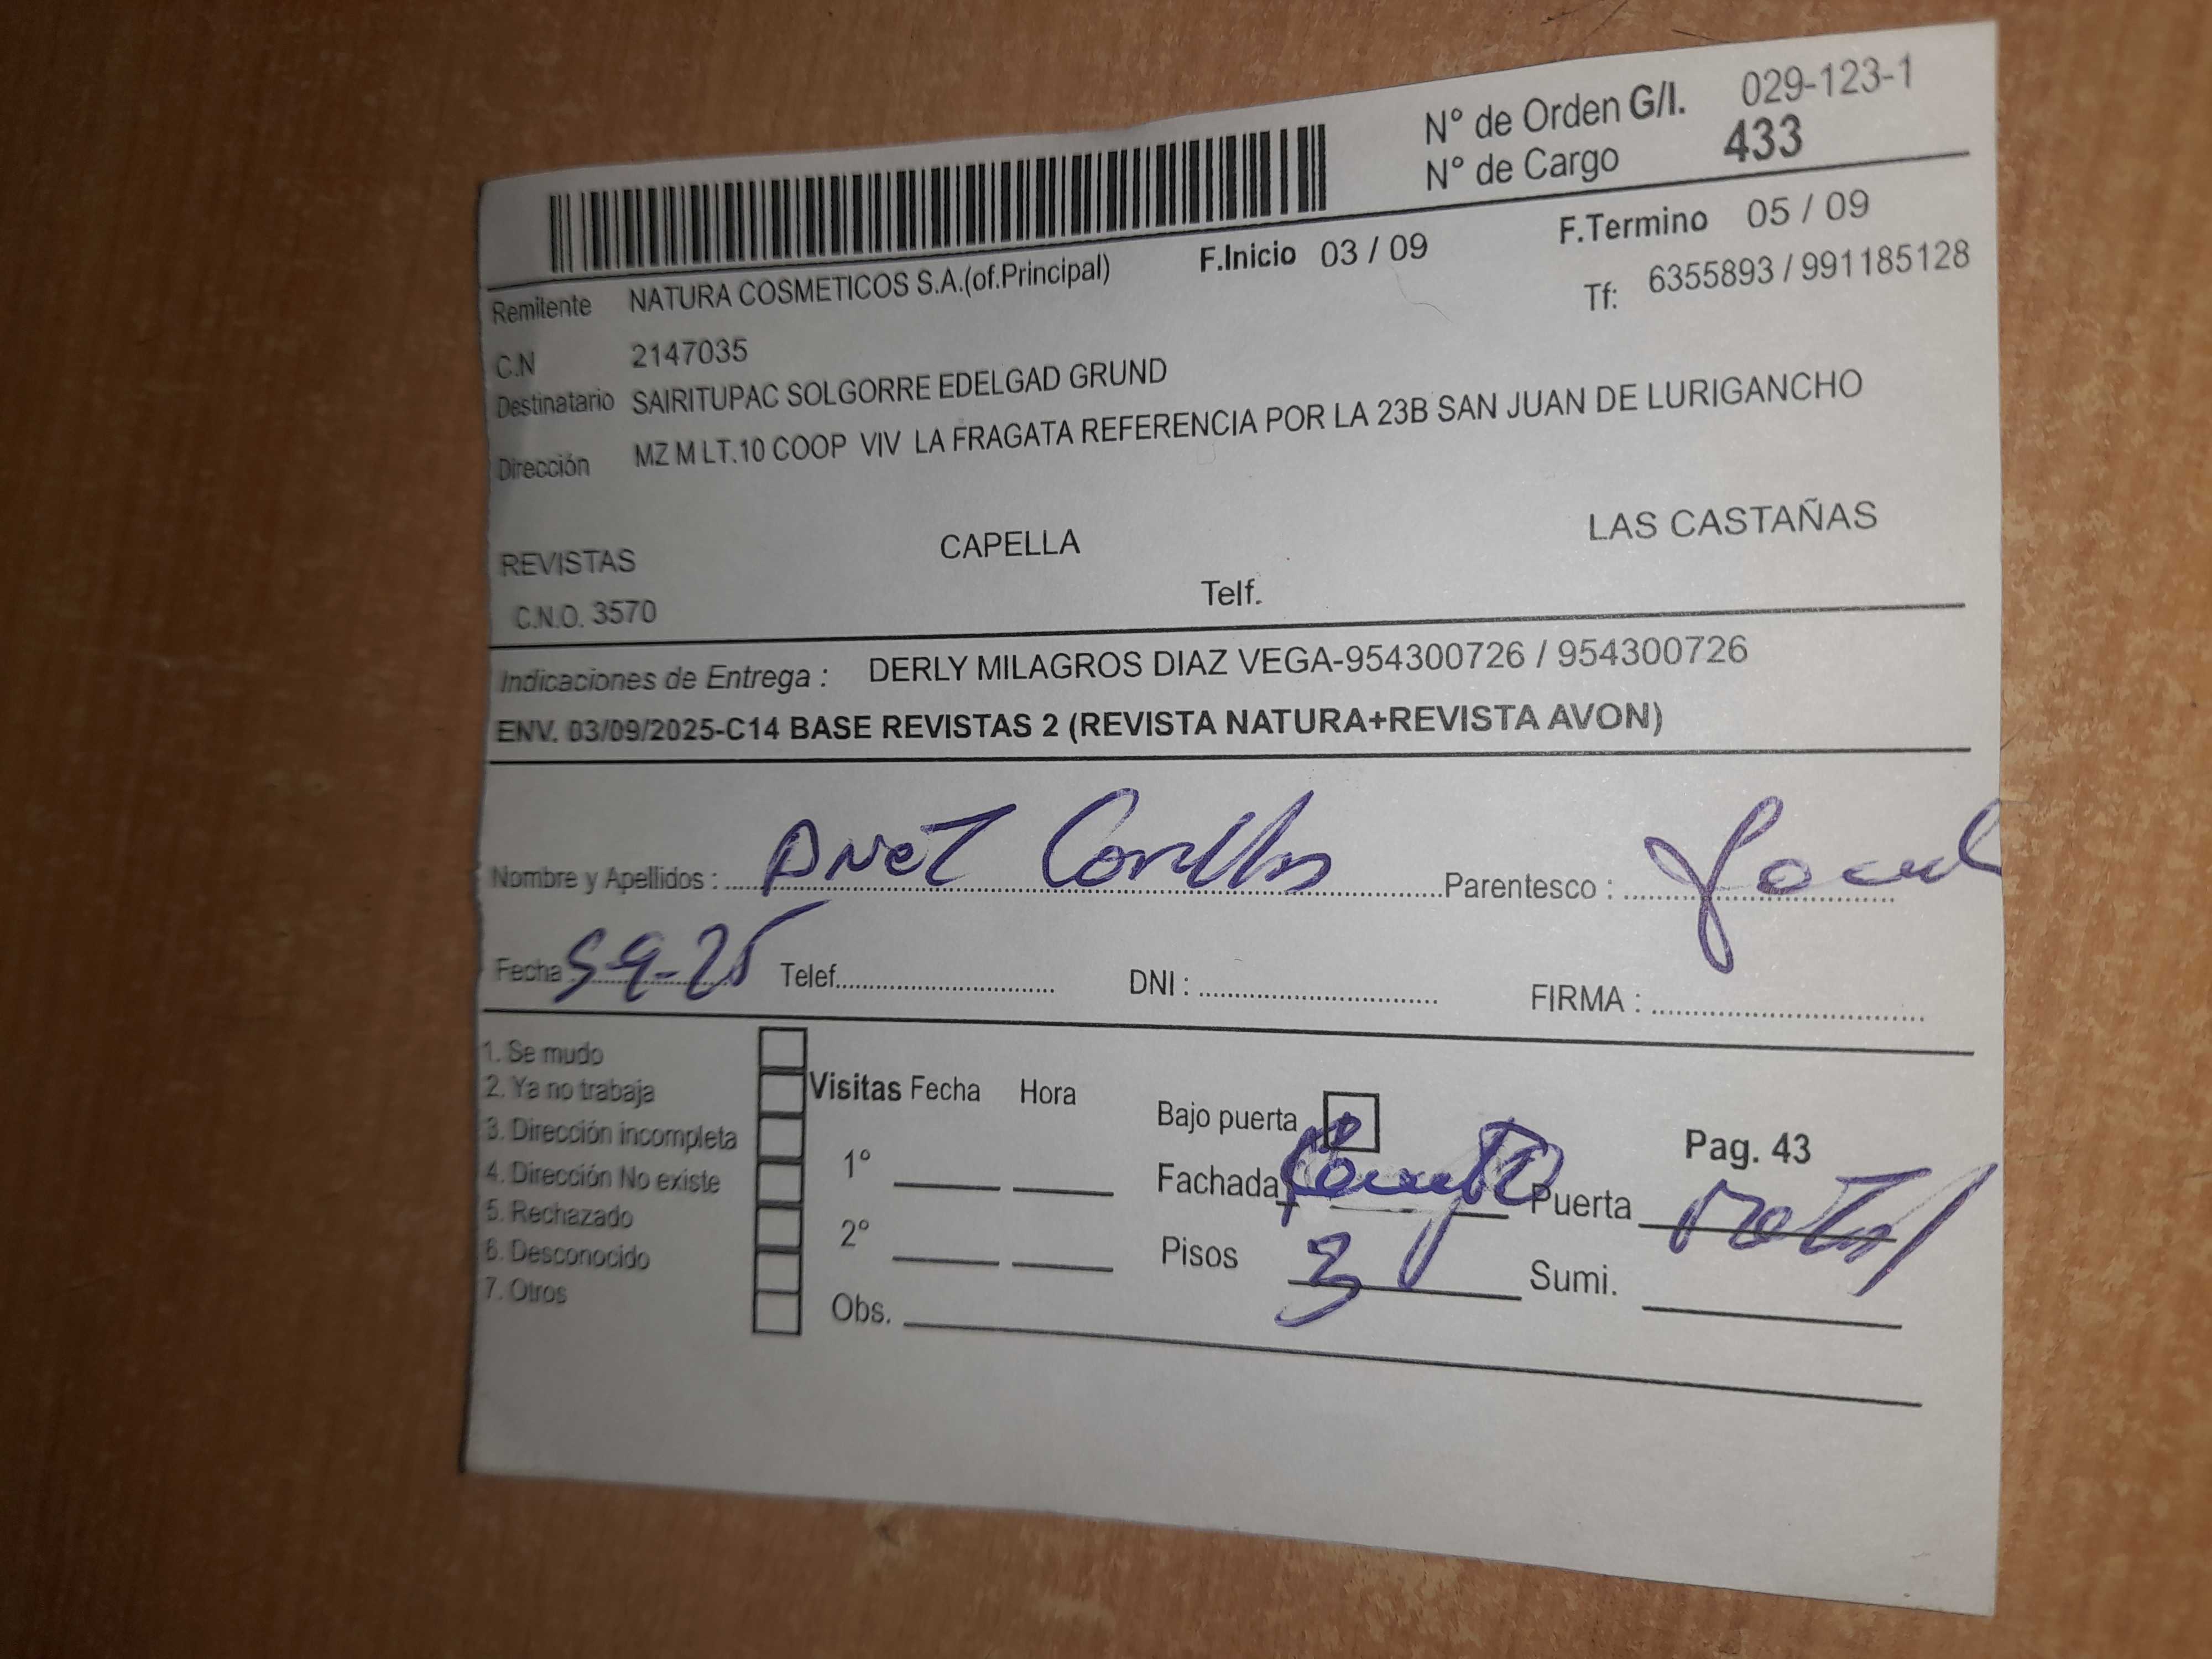 N° de Orden G/I. 029-123-1
N° de Cargo 433
F.Inicio 03 / 09 F.Termino 05 / 09
Remitente NATURA COSMETICOS S.A.(of.Principal) Tf: 6355893 / 991185128
C.N 2147035
Destinatario SAIRITUPAC SOLGORRE EDELGAD GRUND
Dirección MZ M LT.10 COOP VIV LA FRAGATA REFERENCIA POR LA 23B SAN JUAN DE LURIGANCHO
REVISTAS CAPELLA LAS CASTAÑAS
C.N.O. 3570 Telf.
Indicaciones de Entrega : DERLY MILAGROS DIAZ VEGA-954300726 / 954300726
ENV. 03/09/2025-C14 BASE REVISTAS 2 (REVISTA NATURA+REVISTA AVON)
Nombre y Apellidos : ANeT Parentesco :
Fecha : 5-9-25 Telef. DNI : FIRMA :
1. Se mudo
2. Ya no trabaja
3. Dirección incompleta
4. Dirección No existe
5. Rechazado
6. Desconocido
7. Otros
Visitas Fecha Hora
1°
2°
Obs.
Bajo puerta Pag. 43
Fachada Puerta
Pisos 3 Sumi.